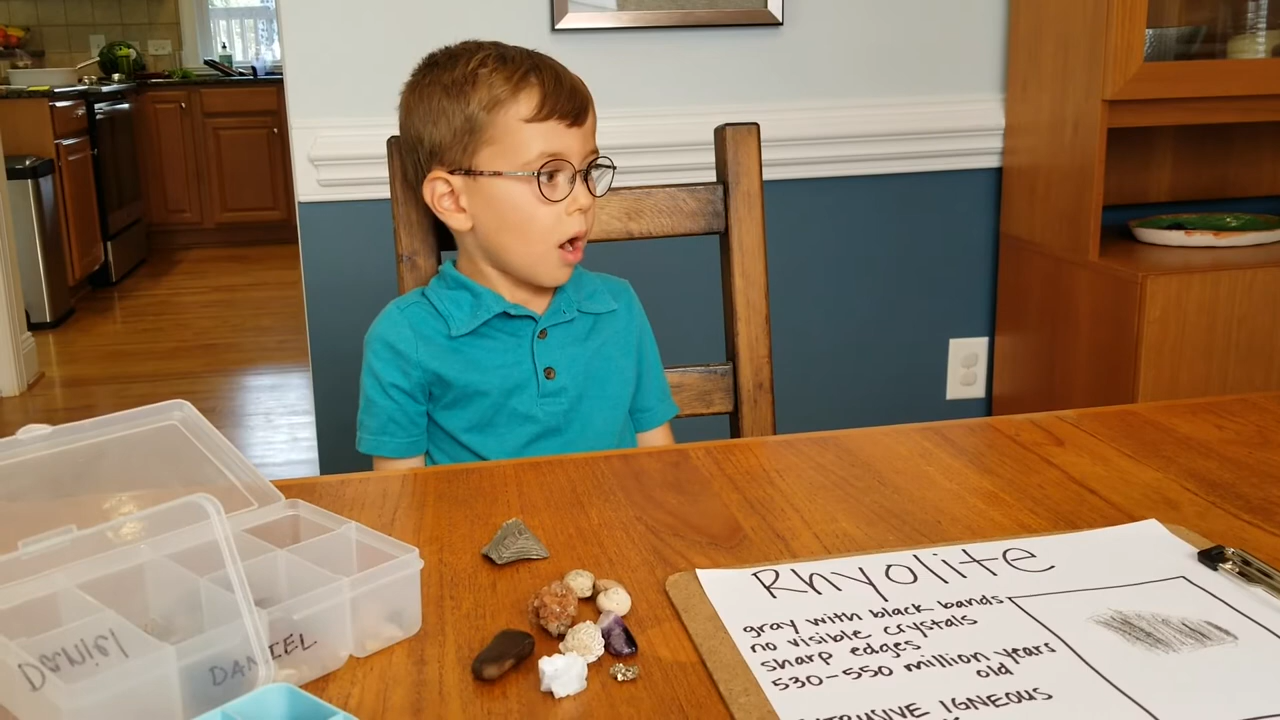 Rhyolite
gray with black bands
no visible crystals
sharp edges
530-550 million years
old
IGNEOUS
Daniel
DANIEL